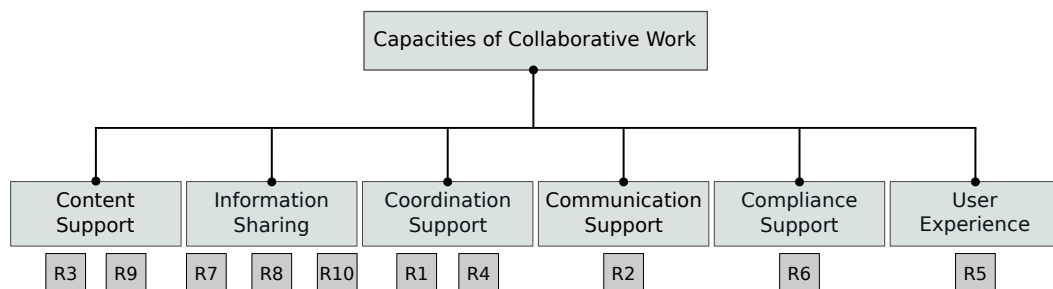 Capacities of Collaborative Work
Content
Support
Information
Sharing
Coordination
Support
Communication
Support
Compliance
Support
User
Experience
R3
R9
R7
R8
R10
R1
R4
R2
R6
R5